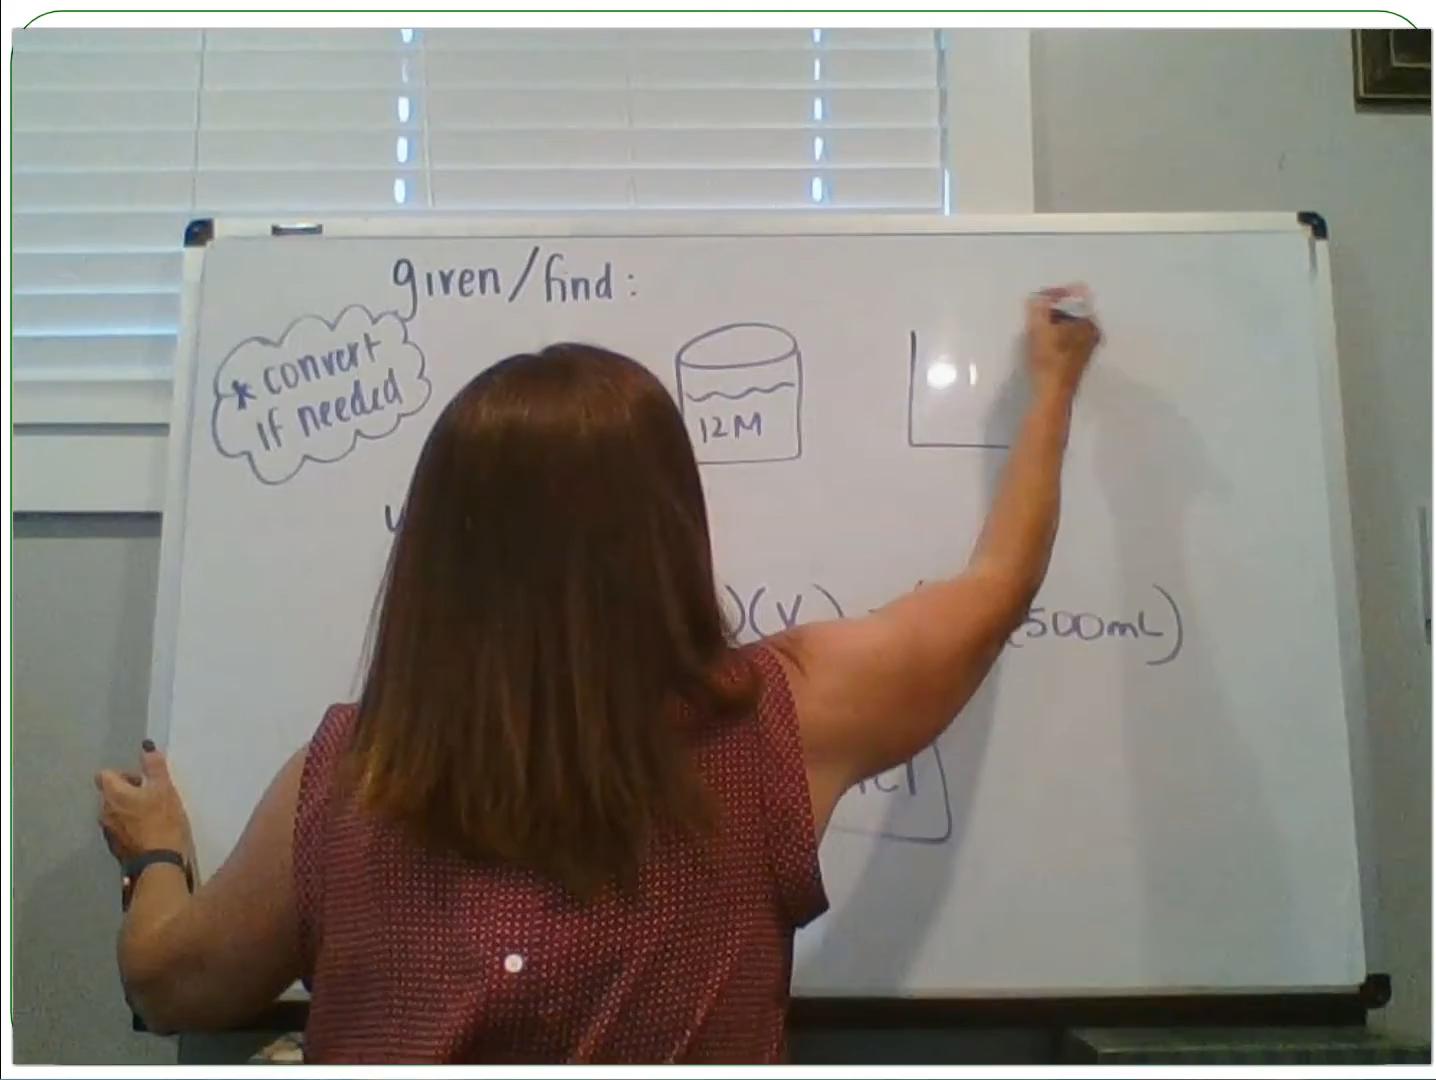 given/find:
* convert
if needed
12M
)(V) =
(500mL)